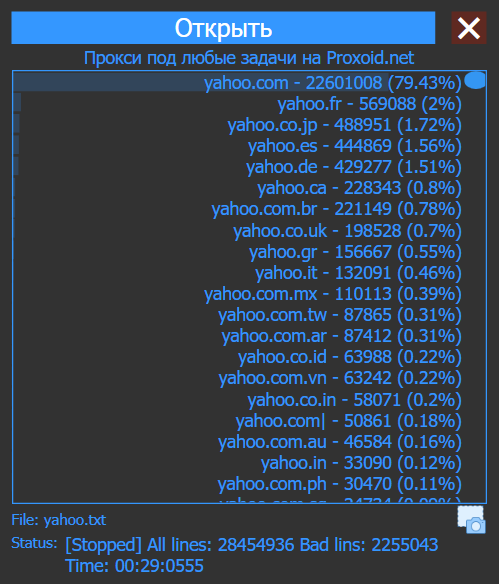 Открыть
Прокси под любые задачи на Proxoid.net
yahoo.com - 22601008 (79.43%)
yahoo.fr - 569088 (2%)
yahoo.co.jp - 488951 (1.72%)
yahoo.es - 444869 (1.56%)
yahoo.de - 429277 (1.51%)
yahoo.ca - 228343 (0.8%)
yahoo.com.br - 221149 (0.78%)
yahoo.co.uk - 198528 (0.7%)
yahoo.gr - 156667 (0.55%)
yahoo.it - 132091 (0.46%)
yahoo.com.mx - 110113 (0.39%)
yahoo.com.tw - 87865 (0.31%)
yahoo.com.ar - 87412 (0.31%)
yahoo.co.id - 63988 (0.22%)
yahoo.com.vn - 63242 (0.22%)
yahoo.co.in - 58071 (0.2%)
yahoo.com| - 50861 (0.18%)
yahoo.com.au - 46584 (0.16%)
yahoo.in - 33090 (0.12%)
yahoo.com.ph - 30470 (0.11%)
File: yahoo.txt
Status: [Stopped] All lines: 28454936 Bad lins: 2255043
Time: 00:29:0555